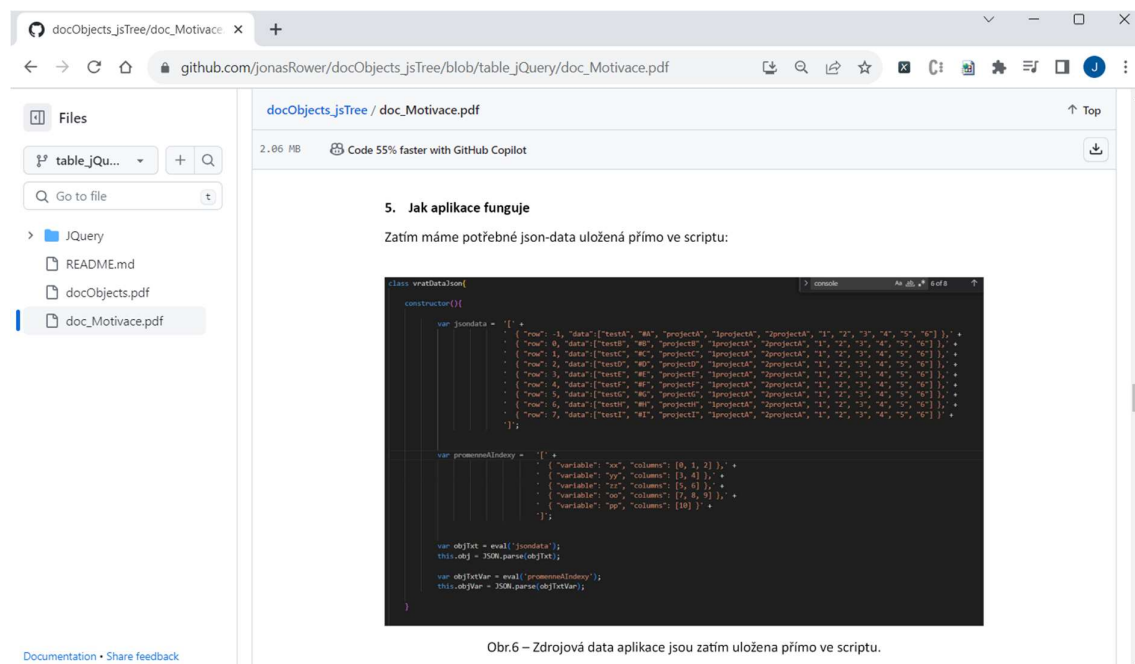 docObjects_jsTree/doc_Motivace.
github.com/jonasRower/docObjects_jsTree/blob/table_jQuery/doc_Motivace.pdf
J
Files
table_jQu...
Go to file
t
JQuery
README.md
docObjects.pdf
doc_Motivace.pdf
Documentation • Share feedback
docObjects_jsTree / doc_Motivace.pdf
Top
2.06 MB
Code 55% faster with GitHub Copilot
5. Jak aplikace funguje
Zatím máme potřebné json-data uložená přímo ve scriptu:
> console Aa ab .* 6 of 8
class vratDataJson{
constructor(){
var jsondata = '[' +
' { "row": -1, "data":["testA", "#A", "projectA", "1projectA", "2projectA", "1", "2", "3", "4", "5", "6"] },' +
' { "row": 0, "data":["testB", "#B", "projectB", "1projectA", "2projectA", "1", "2", "3", "4", "5", "6"] },' +
' { "row": 1, "data":["testC", "#C", "projectC", "1projectA", "2projectA", "1", "2", "3", "4", "5", "6"] },' +
' { "row": 2, "data":["testD", "#D", "projectD", "1projectA", "2projectA", "1", "2", "3", "4", "5", "6"] },' +
' { "row": 3, "data":["testE", "#E", "projectE", "1projectA", "2projectA", "1", "2", "3", "4", "5", "6"] },' +
' { "row": 4, "data":["testF", "#F", "projectF", "1projectA", "2projectA", "1", "2", "3", "4", "5", "6"] },' +
' { "row": 5, "data":["testG", "#G", "projectG", "1projectA", "2projectA", "1", "2", "3", "4", "5", "6"] },' +
' { "row": 6, "data":["testH", "#H", "projectH", "1projectA", "2projectA", "1", "2", "3", "4", "5", "6"] },' +
' { "row": 7, "data":["testI", "#I", "projectI", "1projectA", "2projectA", "1", "2", "3", "4", "5", "6"] }' +
']';
var promenneAIndexy = '[' +
' { "variable": "xx", "columns": [0, 1, 2] },' +
' { "variable": "yy", "columns": [3, 4] },' +
' { "variable": "zz", "columns": [5, 6] },' +
' { "variable": "oo", "columns": [7, 8, 9] },' +
' { "variable": "pp", "columns": [10] }' +
']';
var objTxt = eval('jsondata');
this.obj = JSON.parse(objTxt);
var objTxtVar = eval('promenneAIndexy');
this.objVar = JSON.parse(objTxtVar);
}
Obr.6 – Zdrojová data aplikace jsou zatím uložena přímo ve scriptu.